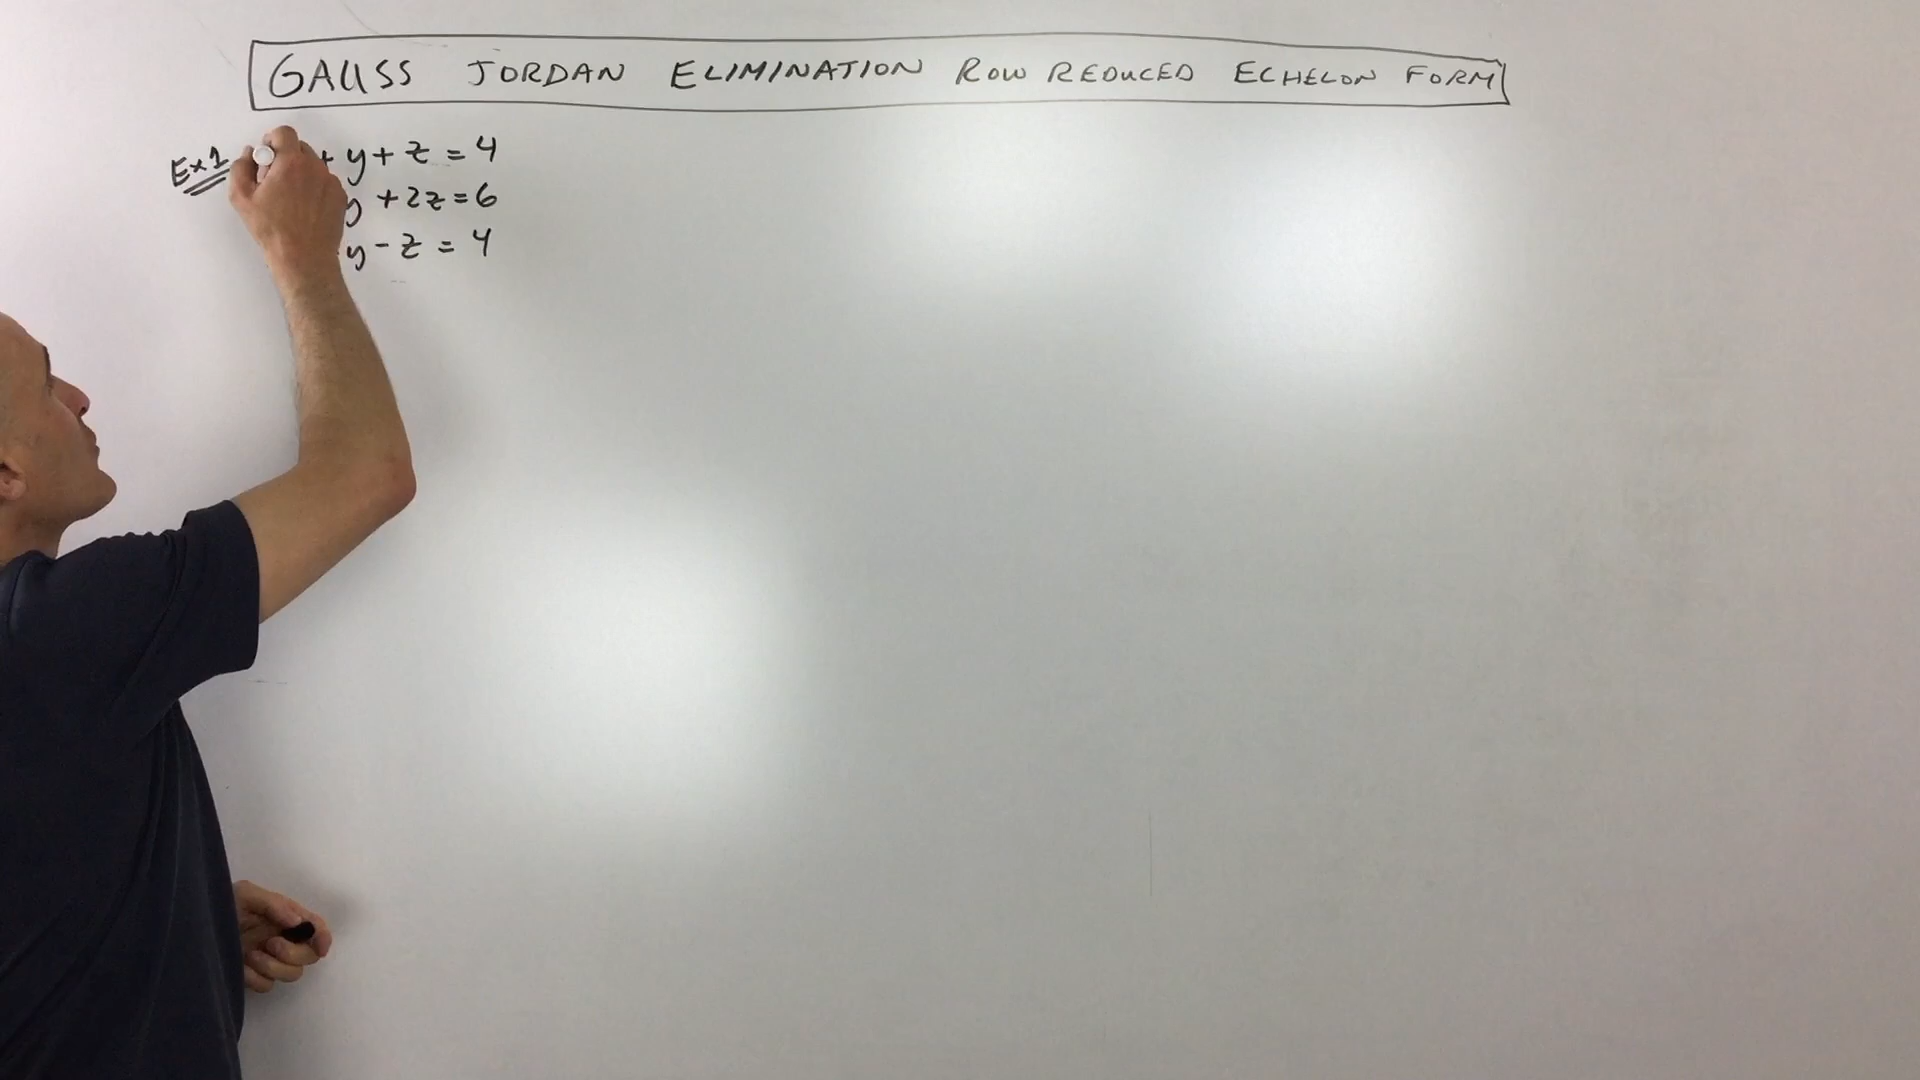 GAUSS JORDAN ELIMINATION ROW REDUCED ECHELON FORM
Ex1 + y + z = 4
y + 2z = 6
y - z = 4